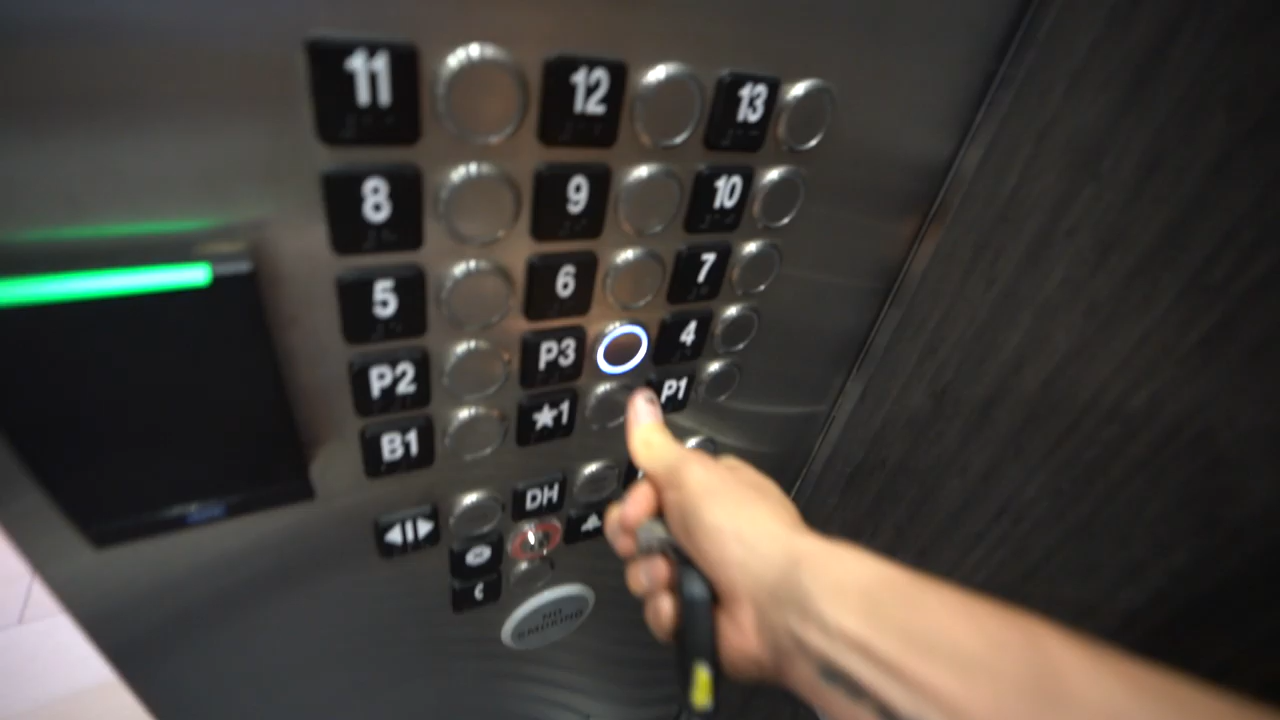 11 12 13
8 9 10
5 6 7
P2 P3 4
B1 ★1 P1
DH
NO
SMOKING